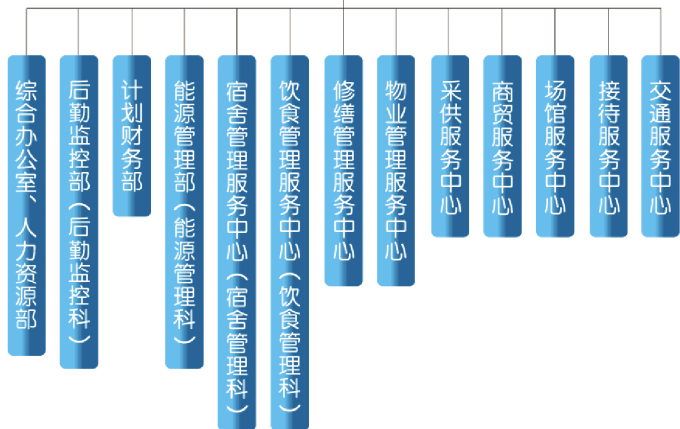 综合办公室、人力资源部
后勤监控部（后勤监控科）
计划财务部
能源管理部（能源管理科）
宿舍管理服务中心（宿舍管理科）
饮食管理服务中心（饮食管理科）
修缮管理服务中心
物业管理服务中心
采供服务中心
商贸服务中心
场馆服务中心
接待服务中心
交通服务中心